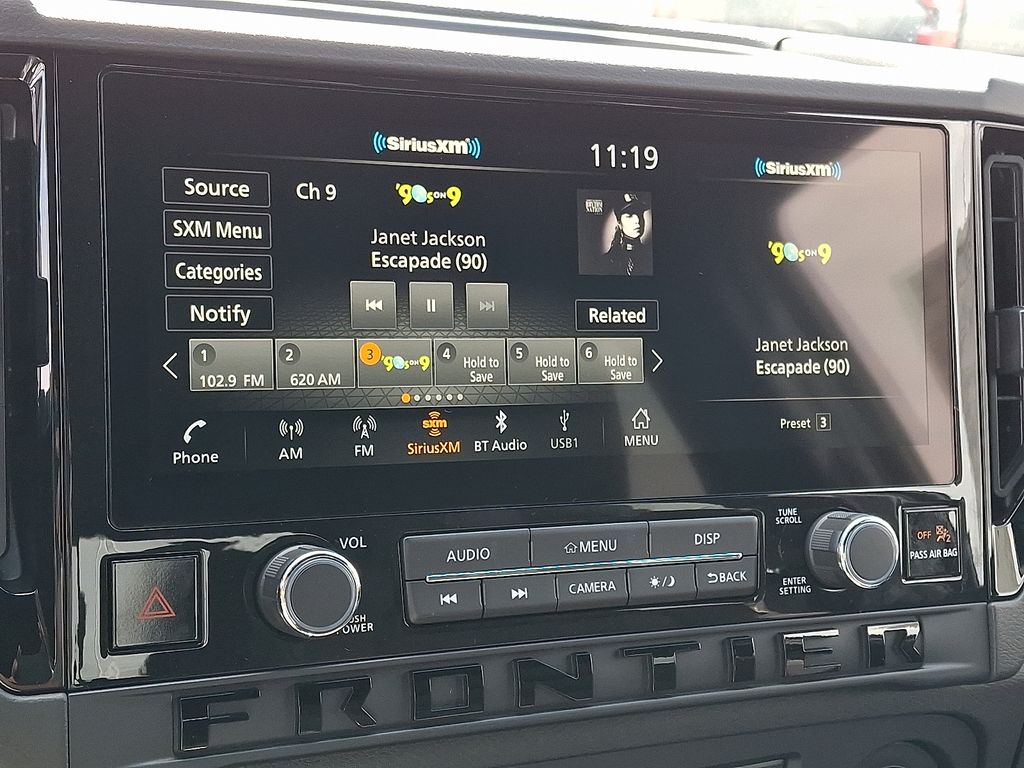 SiriusXM
11:19
SiriusXM
Source
Ch 9
'90s ON 9
SXM Menu
Janet Jackson
Escapade (90)
'90s ON 9
Categories
Notify
Related
Janet Jackson
Escapade (90)
1
102.9 FM
2
620 AM
3
'90s ON 9
4
Hold to
Save
5
Hold to
Save
6
Hold to
Save
Preset 3
Phone
AM
FM
sxm
SiriusXM
BT Audio
USB1
MENU
VOL
AUDIO
MENU
DISP
TUNE
SCROLL
CAMERA
BACK
ENTER
SETTING
OFF
2
PASS AIR BAG
FRONTIER